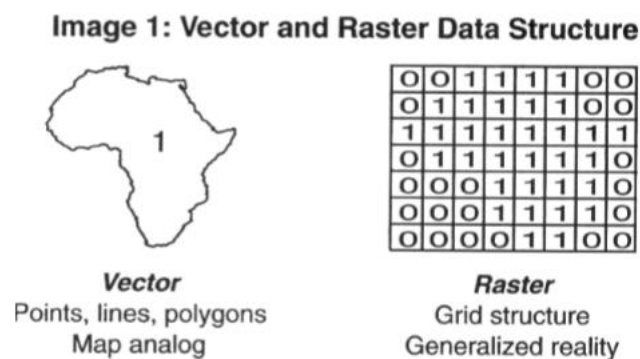 Image 1: Vector and Raster Data Structure
1
0 0 1 1 1 1 0 0
0 1 1 1 1 1 0 0
1 1 1 1 1 1 1 1
0 1 1 1 1 1 1 0
0 0 0 1 1 1 1 0
0 0 0 1 1 1 1 0
0 0 0 0 1 1 0 0
Vector
Points, lines, polygons
Map analog
Raster
Grid structure
Generalized reality